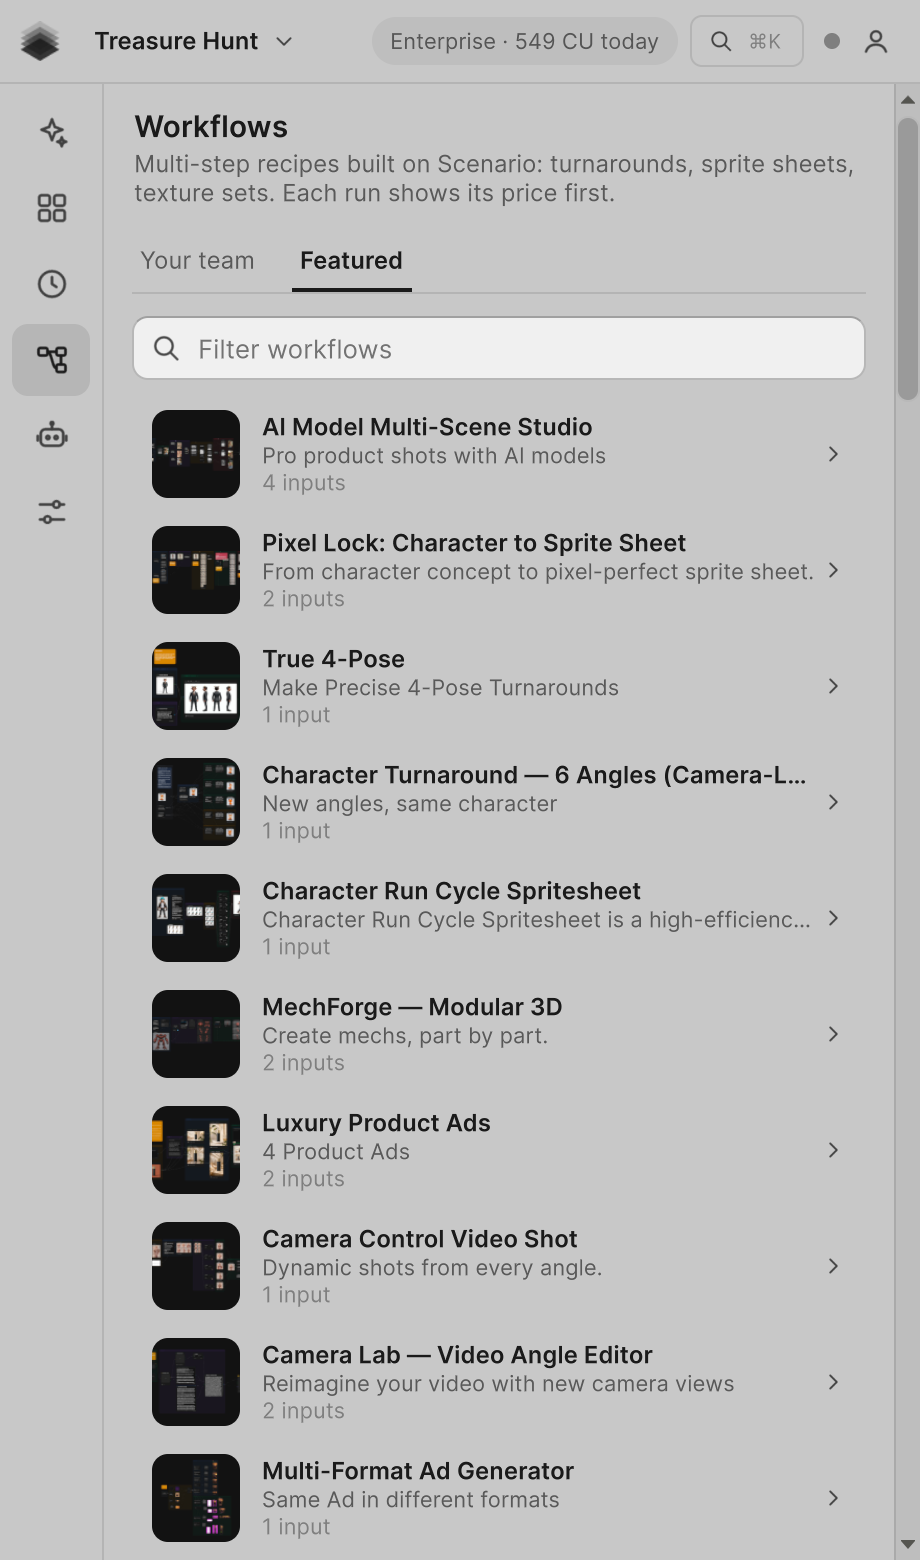 Treasure Hunt
Enterprise · 549 CU today
⌘K
Workflows
Multi-step recipes built on Scenario: turnarounds, sprite sheets,
texture sets. Each run shows its price first.
Your team
Featured
Filter workflows
AI Model Multi-Scene Studio
Pro product shots with AI models
4 inputs
Pixel Lock: Character to Sprite Sheet
From character concept to pixel-perfect sprite sheet.
2 inputs
True 4-Pose
Make Precise 4-Pose Turnarounds
1 input
Character Turnaround — 6 Angles (Camera-L...
New angles, same character
1 input
Character Run Cycle Spritesheet
Character Run Cycle Spritesheet is a high-efficienc...
1 input
MechForge — Modular 3D
Create mechs, part by part.
2 inputs
Luxury Product Ads
4 Product Ads
2 inputs
Camera Control Video Shot
Dynamic shots from every angle.
1 input
Camera Lab — Video Angle Editor
Reimagine your video with new camera views
2 inputs
Multi-Format Ad Generator
Same Ad in different formats
1 input